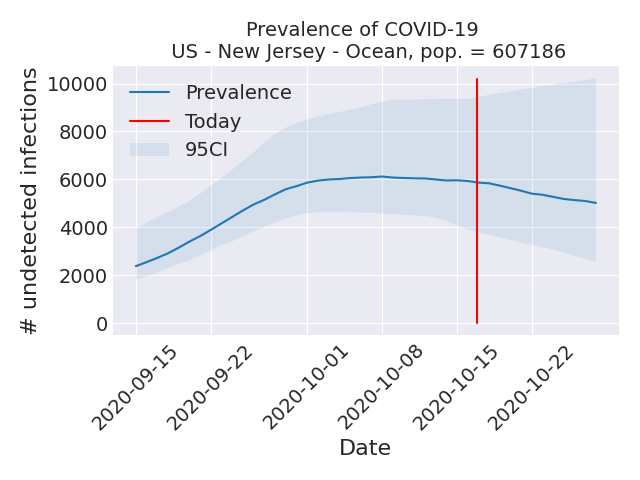 Prevalence of COVID-19
US - New Jersey - Ocean, pop. = 607186
# undetected infections
10000
8000
6000
4000
2000
0
Prevalence
Today
95CI
2020-09-15
2020-09-22
2020-10-01
2020-10-08
2020-10-15
2020-10-22
Date